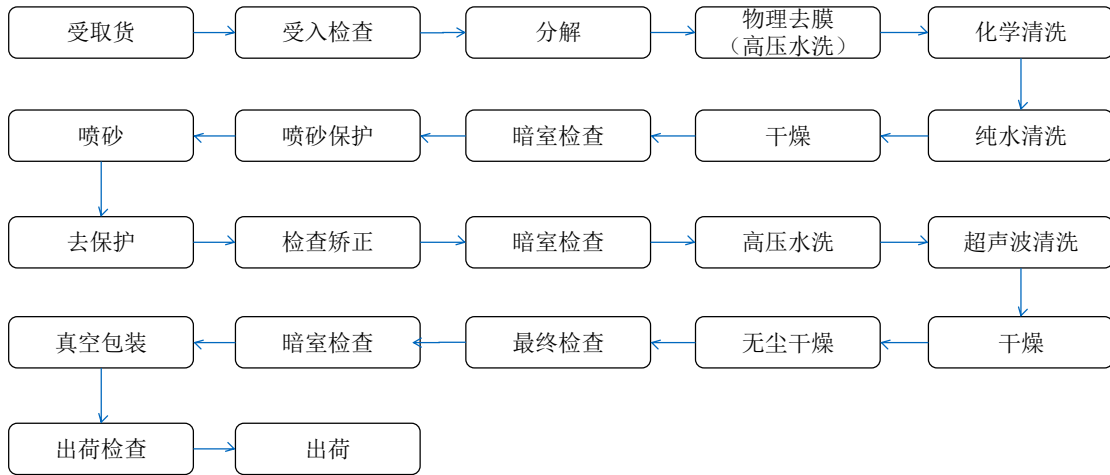 受取货
受入检查
分解
物理去膜
（高压水洗）
化学清洗
喷砂
喷砂保护
暗室检查
干燥
纯水清洗
去保护
检查矫正
暗室检查
高压水洗
超声波清洗
真空包装
暗室检查
最终检查
无尘干燥
干燥
出荷检查
出荷